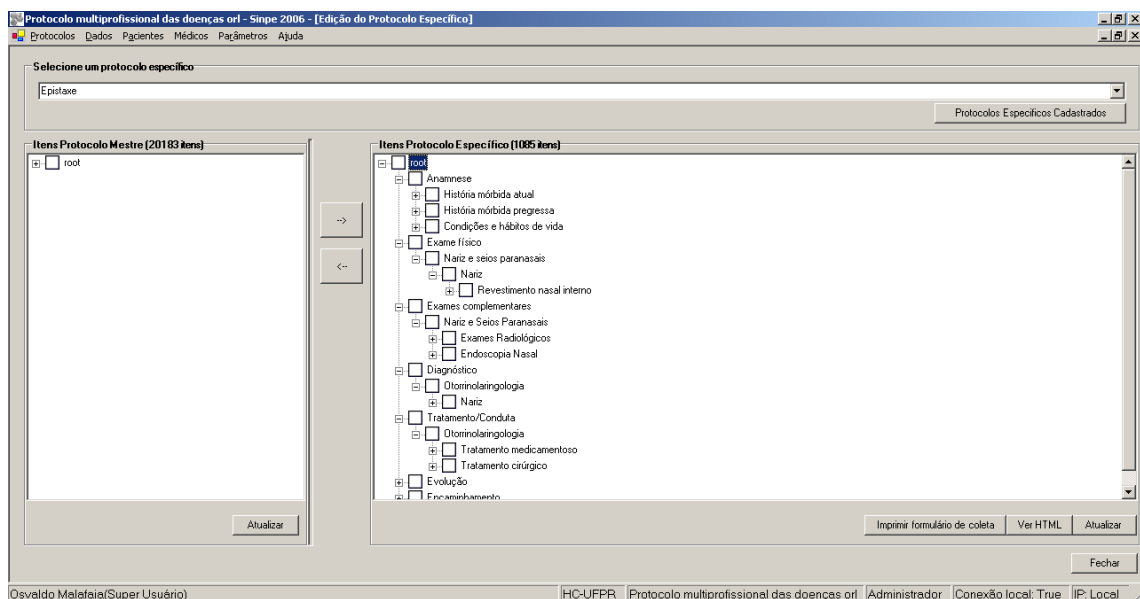 Protocolo multiprofissional das doenças orl - Sinpe 2006 - [Edição do Protocolo Específico]
Protocolos Dados Pacientes Médicos Parâmetros Ajuda
Selecione um protocolo específico
Epistaxe
Protocolos Específicos Cadastrados
Itens Protocolo Mestre (20183 itens)
root
-->
<--
Atualizar
Itens Protocolo Específico (1085 itens)
root
Anamnese
História mórbida atual
História mórbida pregressa
Condições e hábitos de vida
Exame físico
Nariz e seios paranasais
Nariz
Revestimento nasal interno
Exames complementares
Nariz e Seios Paranasais
Exames Radiológicos
Endoscopia Nasal
Diagnóstico
Otorrinolaringologia
Nariz
Tratamento/Conduta
Otorrinolaringologia
Tratamento medicamentoso
Tratamento cirúrgico
Evolução
Encaminhamento
Imprimir formulário de coleta Ver HTML Atualizar
Fechar
Osvaldo Malafaia(Super Usuário) HC-UFPR Protocolo multiprofissional das doenças orl Administrador Conexão local: True IP: Local